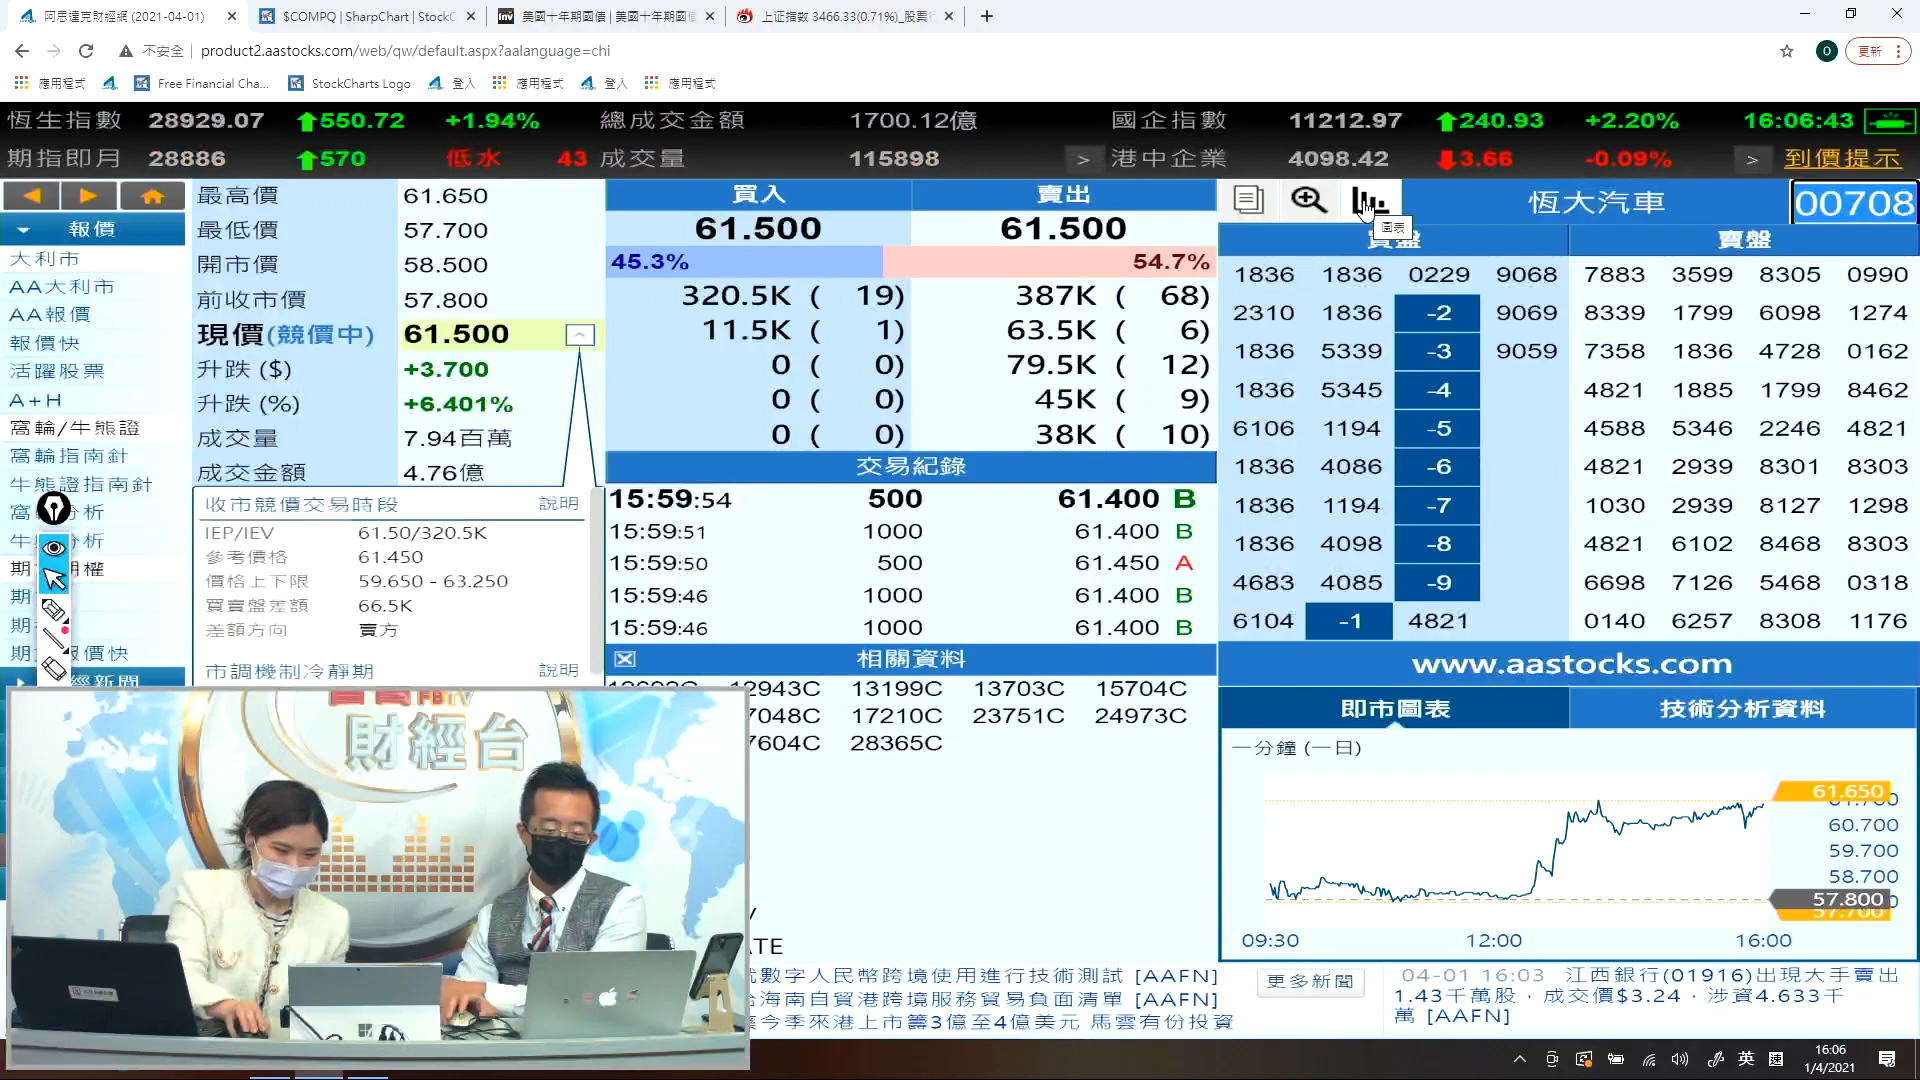 阿思達克財經網 (2021-04-01)
$COMPQ | SharpChart | StockC
美國十年期國債 | 美國十年期國債
上证指数 3466.33(0.71%)_股票
不安全 | product2.aastocks.com/web/qw/default.aspx?aalanguage=chi
更新
應用程式
Free Financial Cha...
StockCharts Logo
登入
應用程式
登入
應用程式
恆生指數 28929.07 550.72 +1.94% 總成交金額 1700.12億 國企指數 11212.97 240.93 +2.20% 16:06:43
期指即月 28886 570 低水 43 成交量 115898 > 港中企業 4098.42 3.66 -0.09% > 到價提示
報價
大利市
AA大利市
AA報價
報價快
活躍股票
A+H
窩輪/牛熊證
窩輪指南針
牛熊證指南針
最高價 61.650
最低價 57.700
開市價 58.500
前收市價 57.800
現價(競價中) 61.500
升跌 ($) +3.700
升跌 (%) +6.401%
成交量 7.94百萬
成交金額 4.76億
收市競價交易時段 說明
IEP/IEV 61.50/320.5K
參考價格 61.450
價格上下限 59.650 - 63.250
買賣盤差額 66.5K
差額方向 賣方
市調機制冷靜期 說明
買入 賣出
61.500 61.500
45.3% 54.7%
320.5K ( 19) 387K ( 68)
11.5K ( 1) 63.5K ( 6)
0 ( 0) 79.5K ( 12)
0 ( 0) 45K ( 9)
0 ( 0) 38K ( 10)
交易紀錄
15:59:54 500 61.400 B
15:59:51 1000 61.400 B
15:59:50 500 61.450 A
15:59:46 1000 61.400 B
15:59:46 1000 61.400 B
相關資料
12943C 13199C 13703C 15704C
7048C 17210C 23751C 24973C
7604C 28365C
恆大汽車 00708
圖表
賣盤
1836 1836 0229 9068 7883 3599 8305 0990
2310 1836 -2 9069 8339 1799 6098 1274
1836 5339 -3 9059 7358 1836 4728 0162
1836 5345 -4 4821 1885 1799 8462
6106 1194 -5 4588 5346 2246 4821
1836 4086 -6 4821 2939 8301 8303
1836 1194 -7 1030 2939 8127 1298
1836 4098 -8 4821 6102 8468 8303
4683 4085 -9 6698 7126 5468 0318
6104 -1 4821 0140 6257 8308 1176
www.aastocks.com
即市圖表 技術分析資料
一分鐘 (一日)
61.650
60.700
59.700
58.700
57.800
57.700
09:30 12:00 16:00
財經台
ATE
數字人民幣跨境使用進行技術測試 [AAFN]
海南自貿港跨境服務貿易負面清單 [AAFN]
今季來港上市籌3億至4億美元 馬雲有份投資
更多新聞
04-01 16:03 江西銀行(01916)出現大手賣出
1.43千萬股，成交價$3.24，涉資4.633千
萬 [AAFN]
英
16:06
1/4/2021